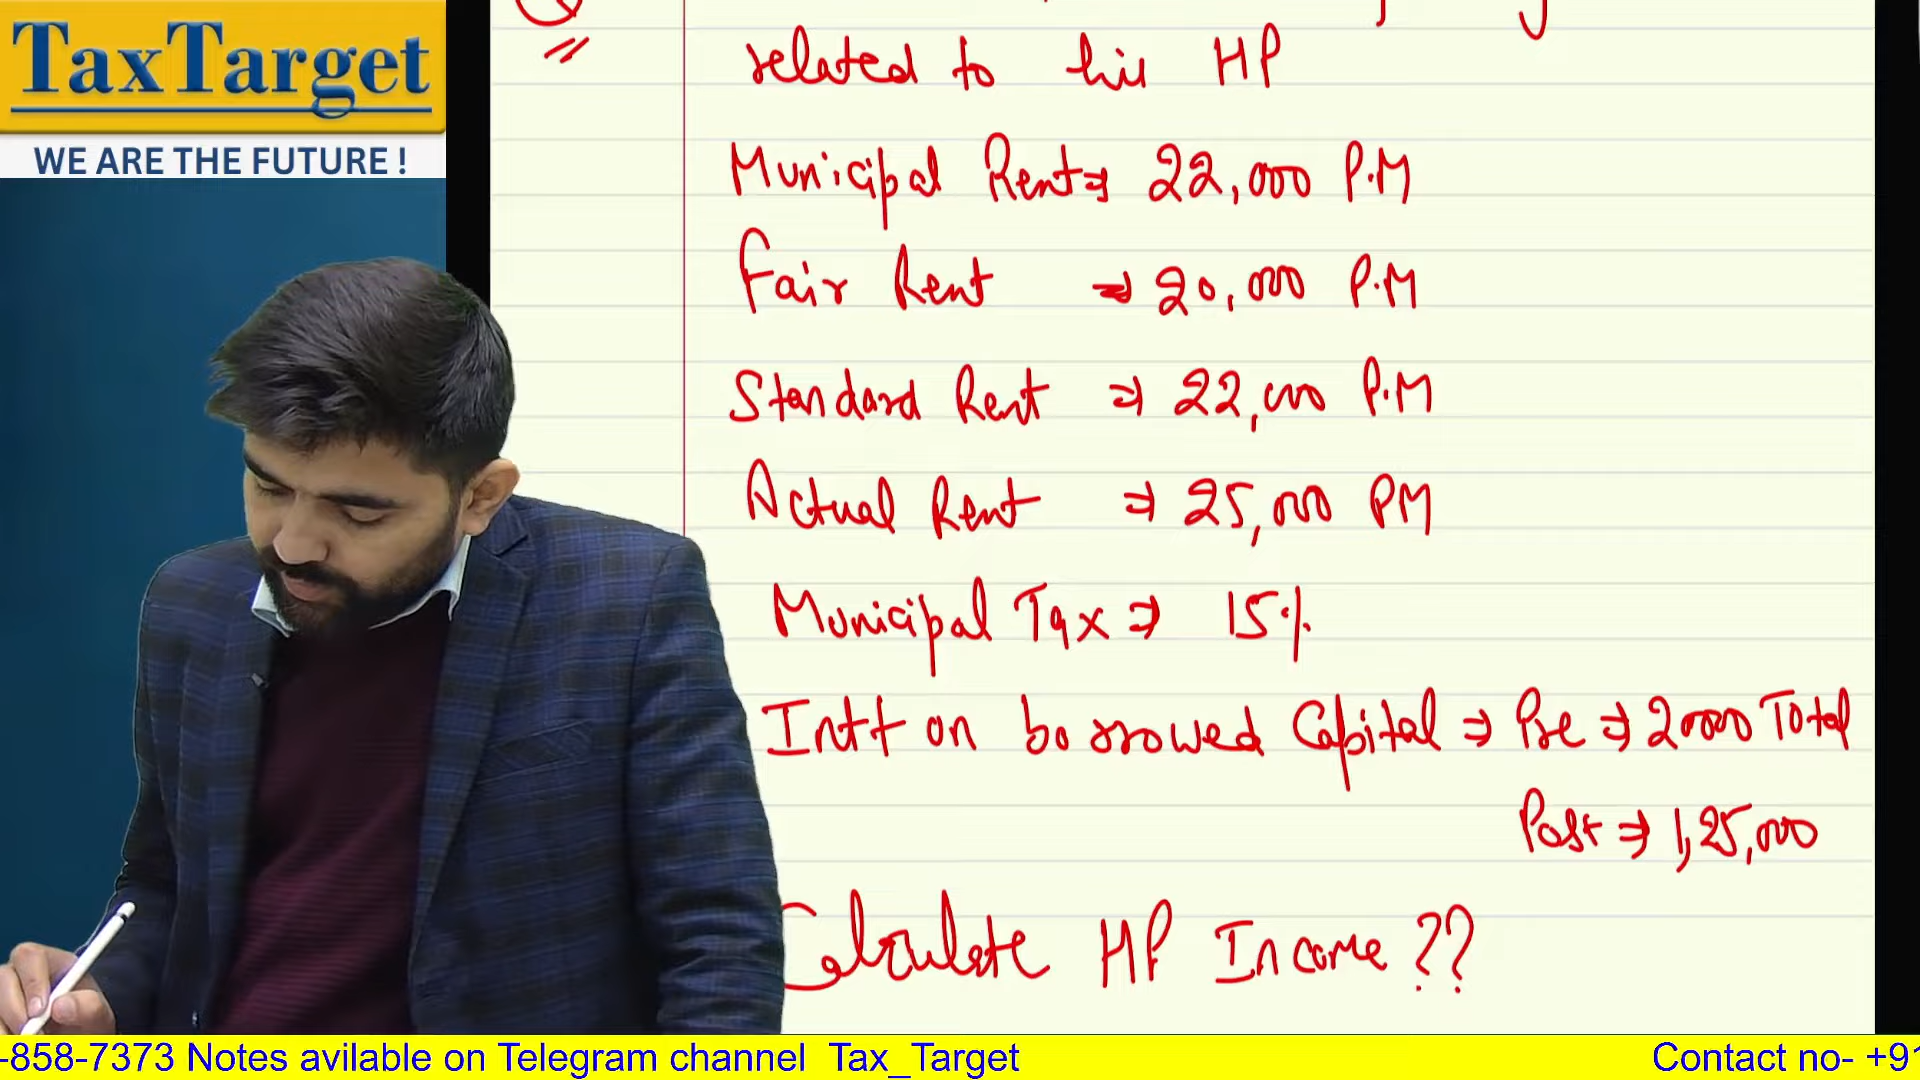 TaxTarget
WE ARE THE FUTURE !
related to his HP
Municipal Rent ⇒ 22,000 P.M
Fair Rent ⇒ 20,000 P.M
Standard Rent ⇒ 22,000 P.M
Actual Rent ⇒ 25,000 PM
Municipal Tax ⇒ 15%
Intt on borrowed Capital ⇒ Pre ⇒ 20000 Total
Post ⇒ 1,25,000
Calculate HP Income ??
-858-7373 Notes avilable on Telegram channel Tax_Target
Contact no- +91